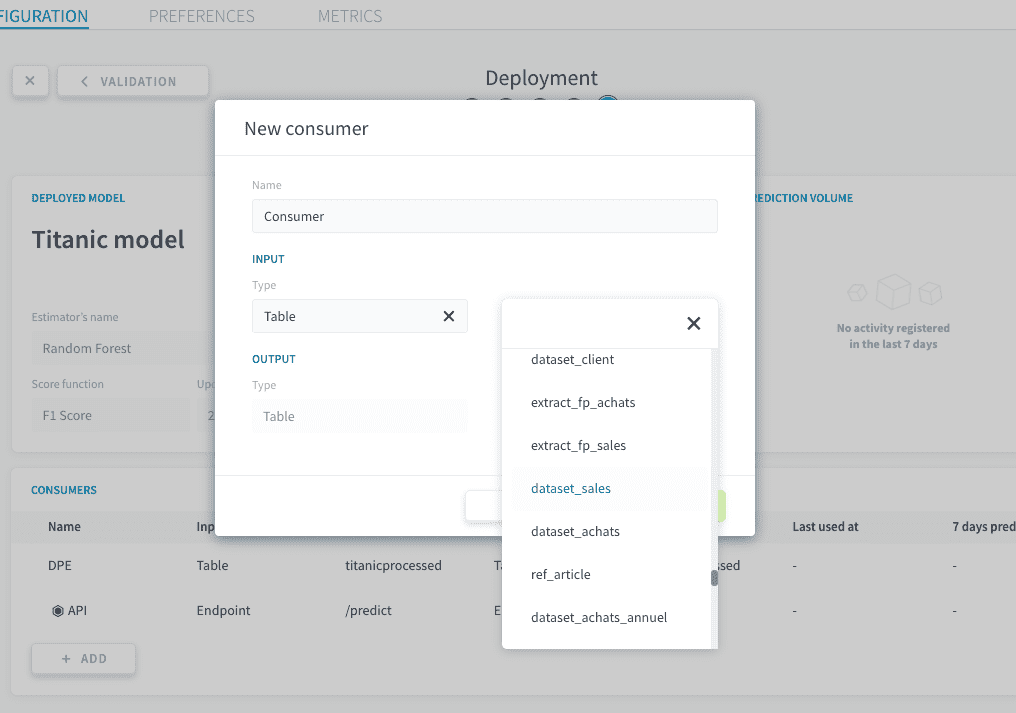 FIGURATION PREFERENCES METRICS
VALIDATION
Deployment
New consumer
Name
Consumer
INPUT
Type
Table
OUTPUT
Type
Table
dataset_client
extract_fp_achats
extract_fp_sales
dataset_sales
dataset_achats
ref_article
dataset_achats_annuel
DEPLOYED MODEL
Titanic model
Estimator's name
Random Forest
Score function Up
F1 Score 2
REDICTION VOLUME
No activity registered
in the last 7 days
CONSUMERS
Name Inp Last used at 7 days pred
DPE Table titanicprocessed Ta ssed - -
API Endpoint /predict E - -
+ ADD